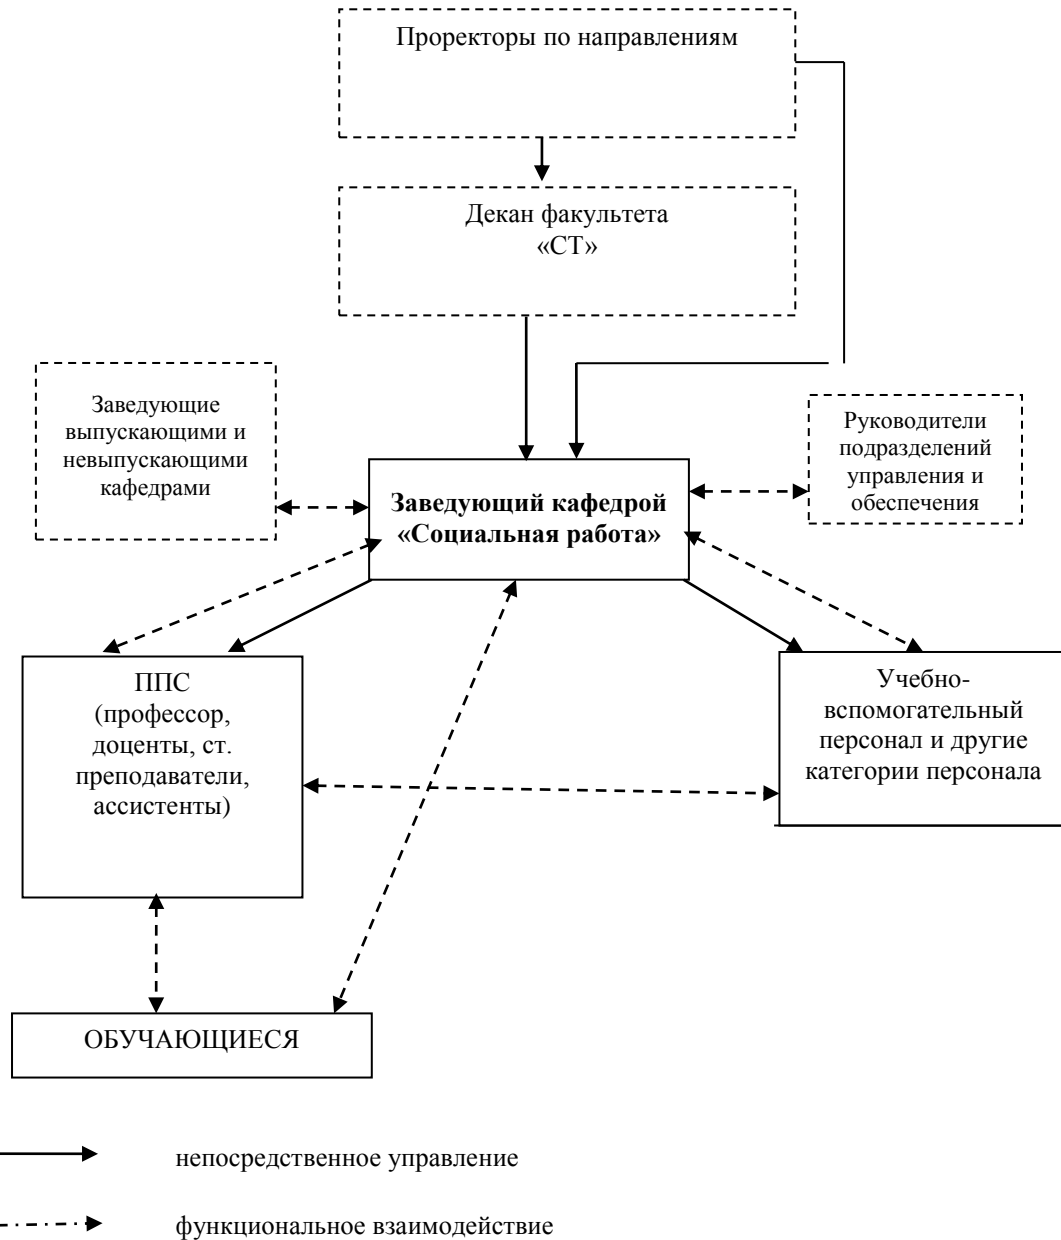 Проректоры по направлениям
Декан факультета
«СТ»
Заведующие
выпускающими и
невыпускающими
кафедрами
Руководители
подразделений
управления и
обеспечения
Заведующий кафедрой
«Социальная работа»
ППС
(профессор,
доценты, ст.
преподаватели,
ассистенты)
Учебно-
вспомогательный
персонал и другие
категории персонала
ОБУЧАЮЩИЕСЯ
непосредственное управление
функциональное взаимодействие